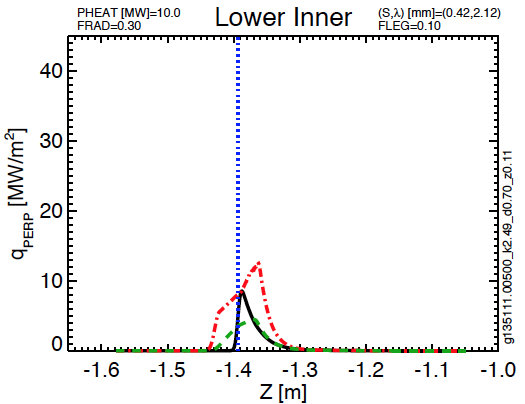 PHEAT [MW]=10.0
FRAD=0.30
Lower Inner
(S,λ) [mm]=(0.42,2.12)
FLEG=0.10
40
30
20
10
0
qPERP [MW/m²]
-1.6 -1.5 -1.4 -1.3 -1.2 -1.1 -1.0
Z [m]
g135111.00500_k2.49_d0.70_z0.11